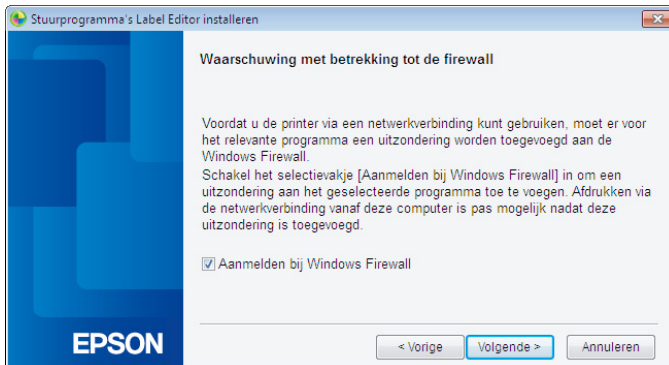 Stuurprogramma's Label Editor installeren
Waarschuwing met betrekking tot de firewall
Voordat u de printer via een netwerkverbinding kunt gebruiken, moet er voor
het relevante programma een uitzondering worden toegevoegd aan de
Windows Firewall.
Schakel het selectievakje [Aanmelden bij Windows Firewall] in om een
uitzondering aan het geselecteerde programma toe te voegen. Afdrukken via
de netwerkverbinding vanaf deze computer is pas mogelijk nadat deze
uitzondering is toegevoegd.
Aanmelden bij Windows Firewall
EPSON
< Vorige Volgende > Annuleren